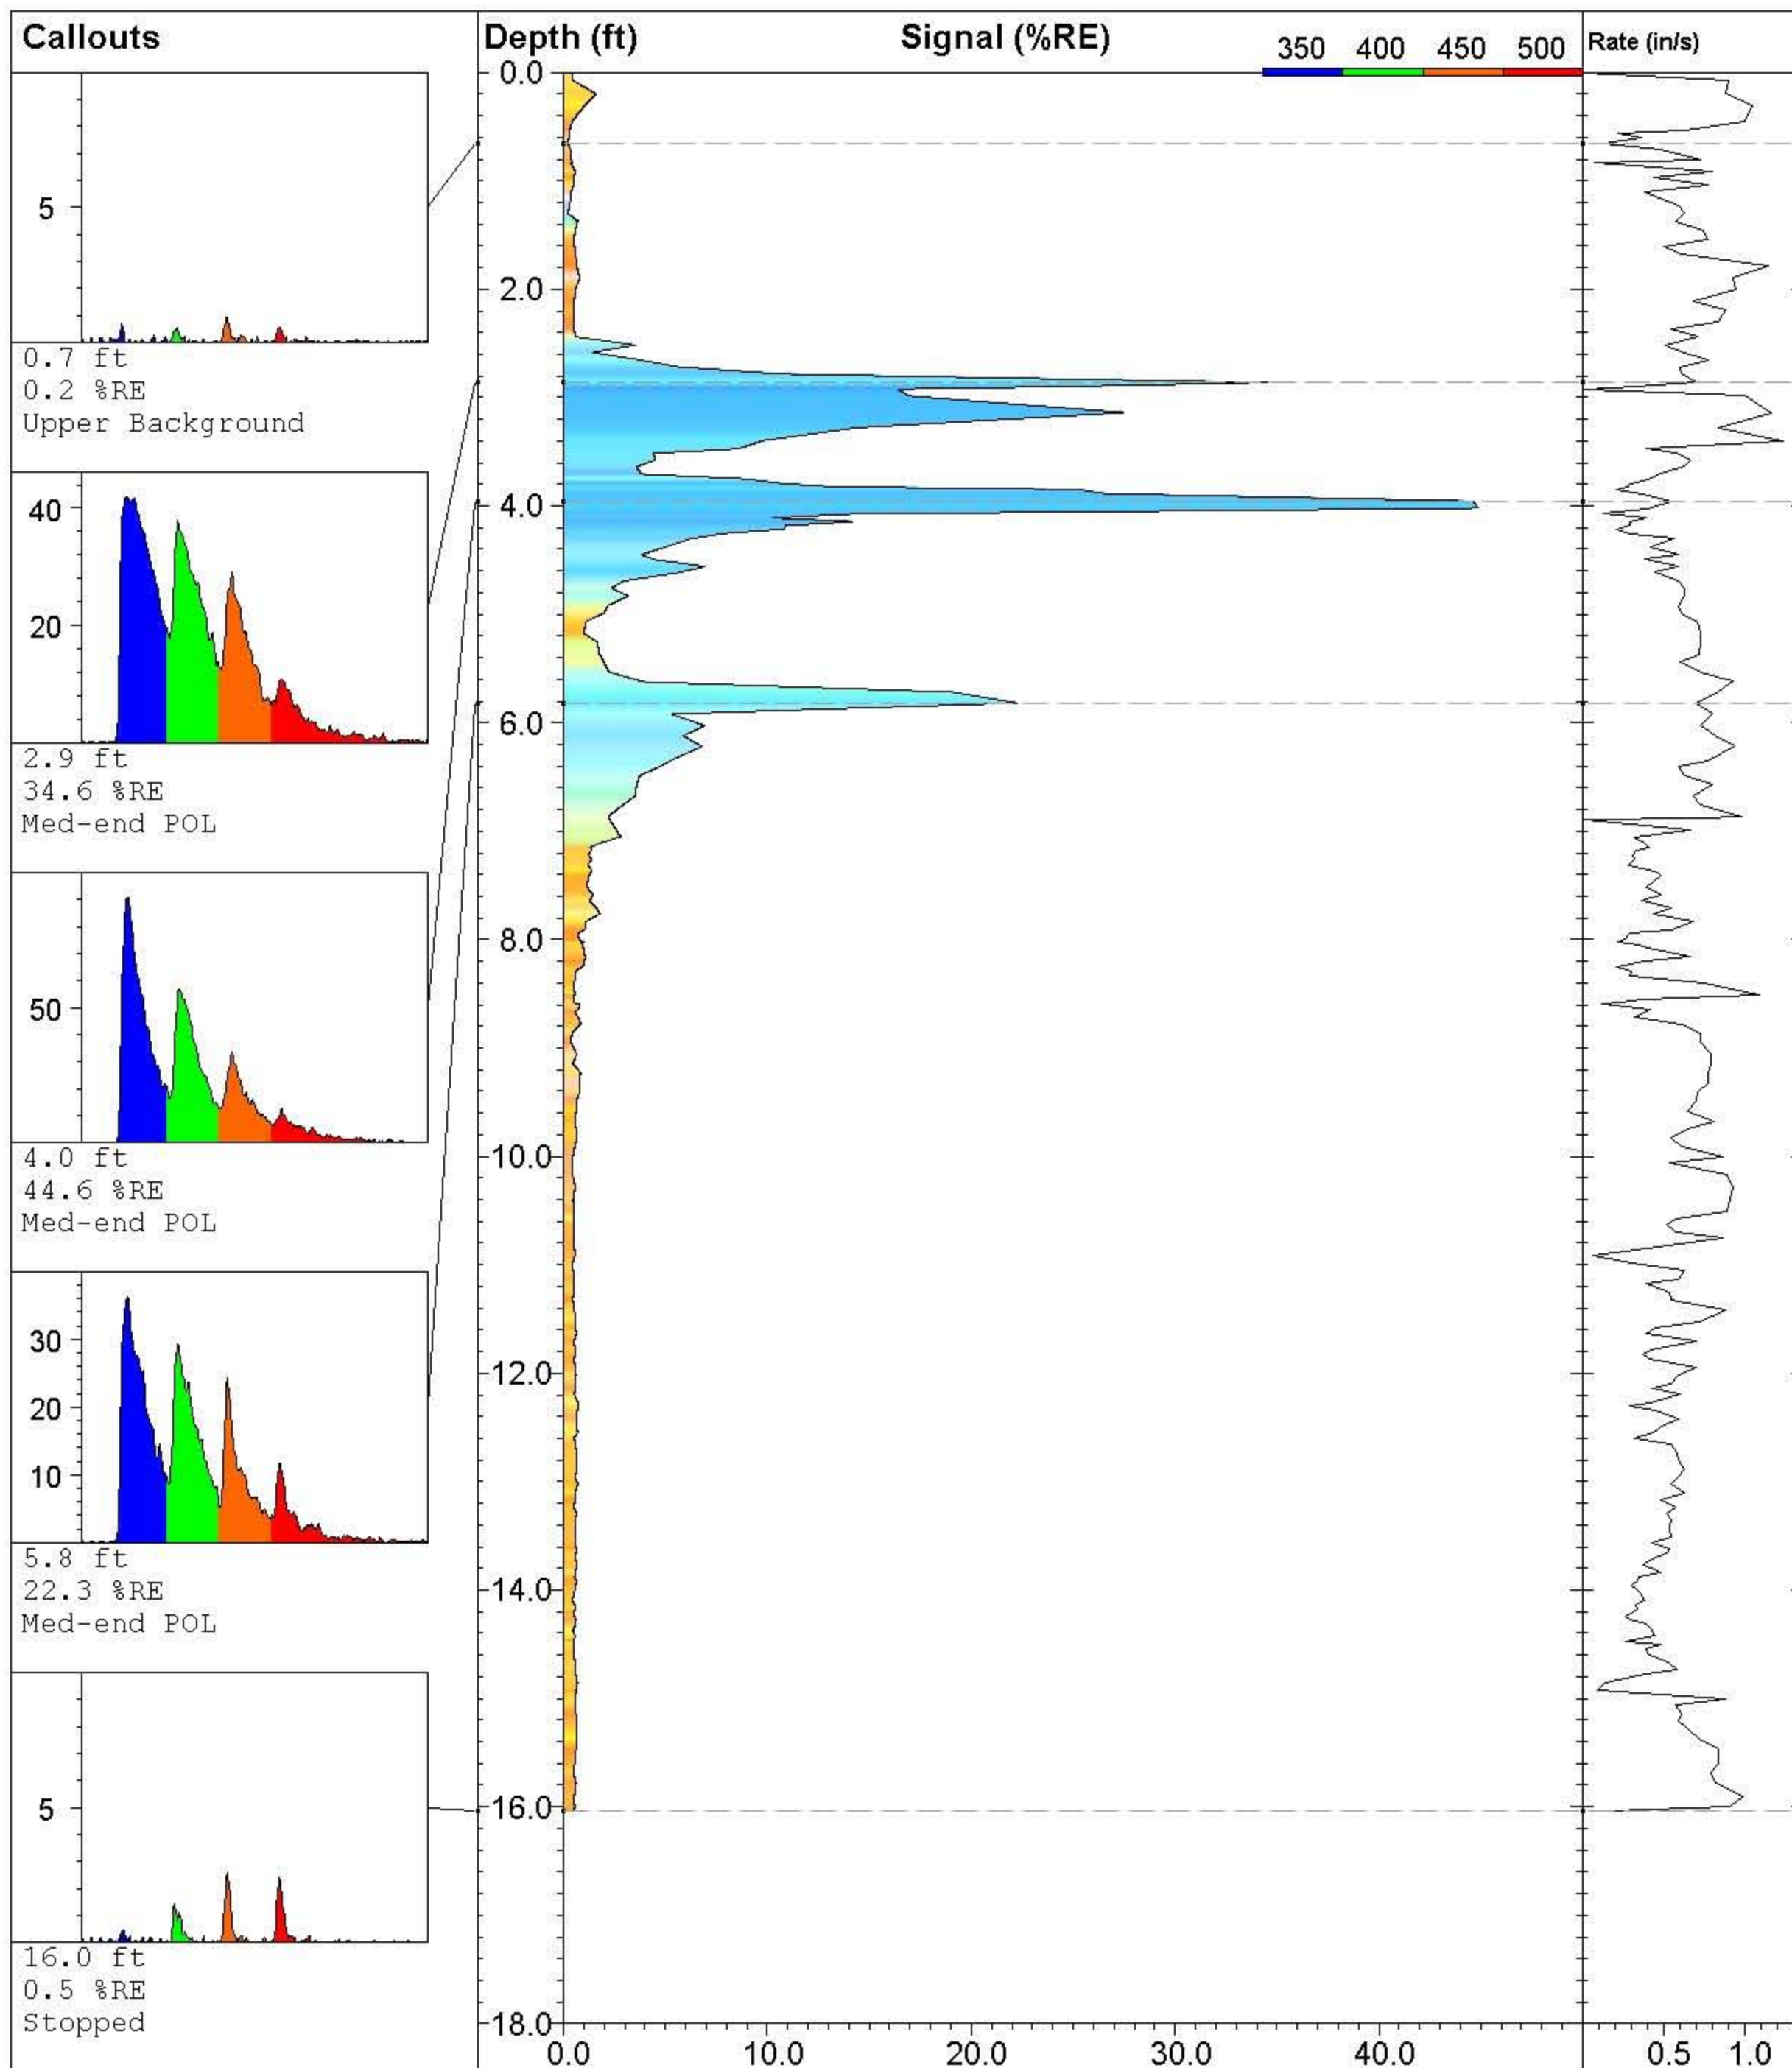 Callouts
Depth (ft)
Signal (%RE)
350 400 450 500
Rate (in/s)
5
0.7 ft
0.2 %RE
Upper Background
40
20
2.9 ft
34.6 %RE
Med-end POL
50
4.0 ft
44.6 %RE
Med-end POL
30
20
10
5.8 ft
22.3 %RE
Med-end POL
5
16.0 ft
0.5 %RE
Stopped
0.0
2.0
4.0
6.0
8.0
10.0
12.0
14.0
16.0
18.0
0.0 10.0 20.0 30.0 40.0
0.5 1.0